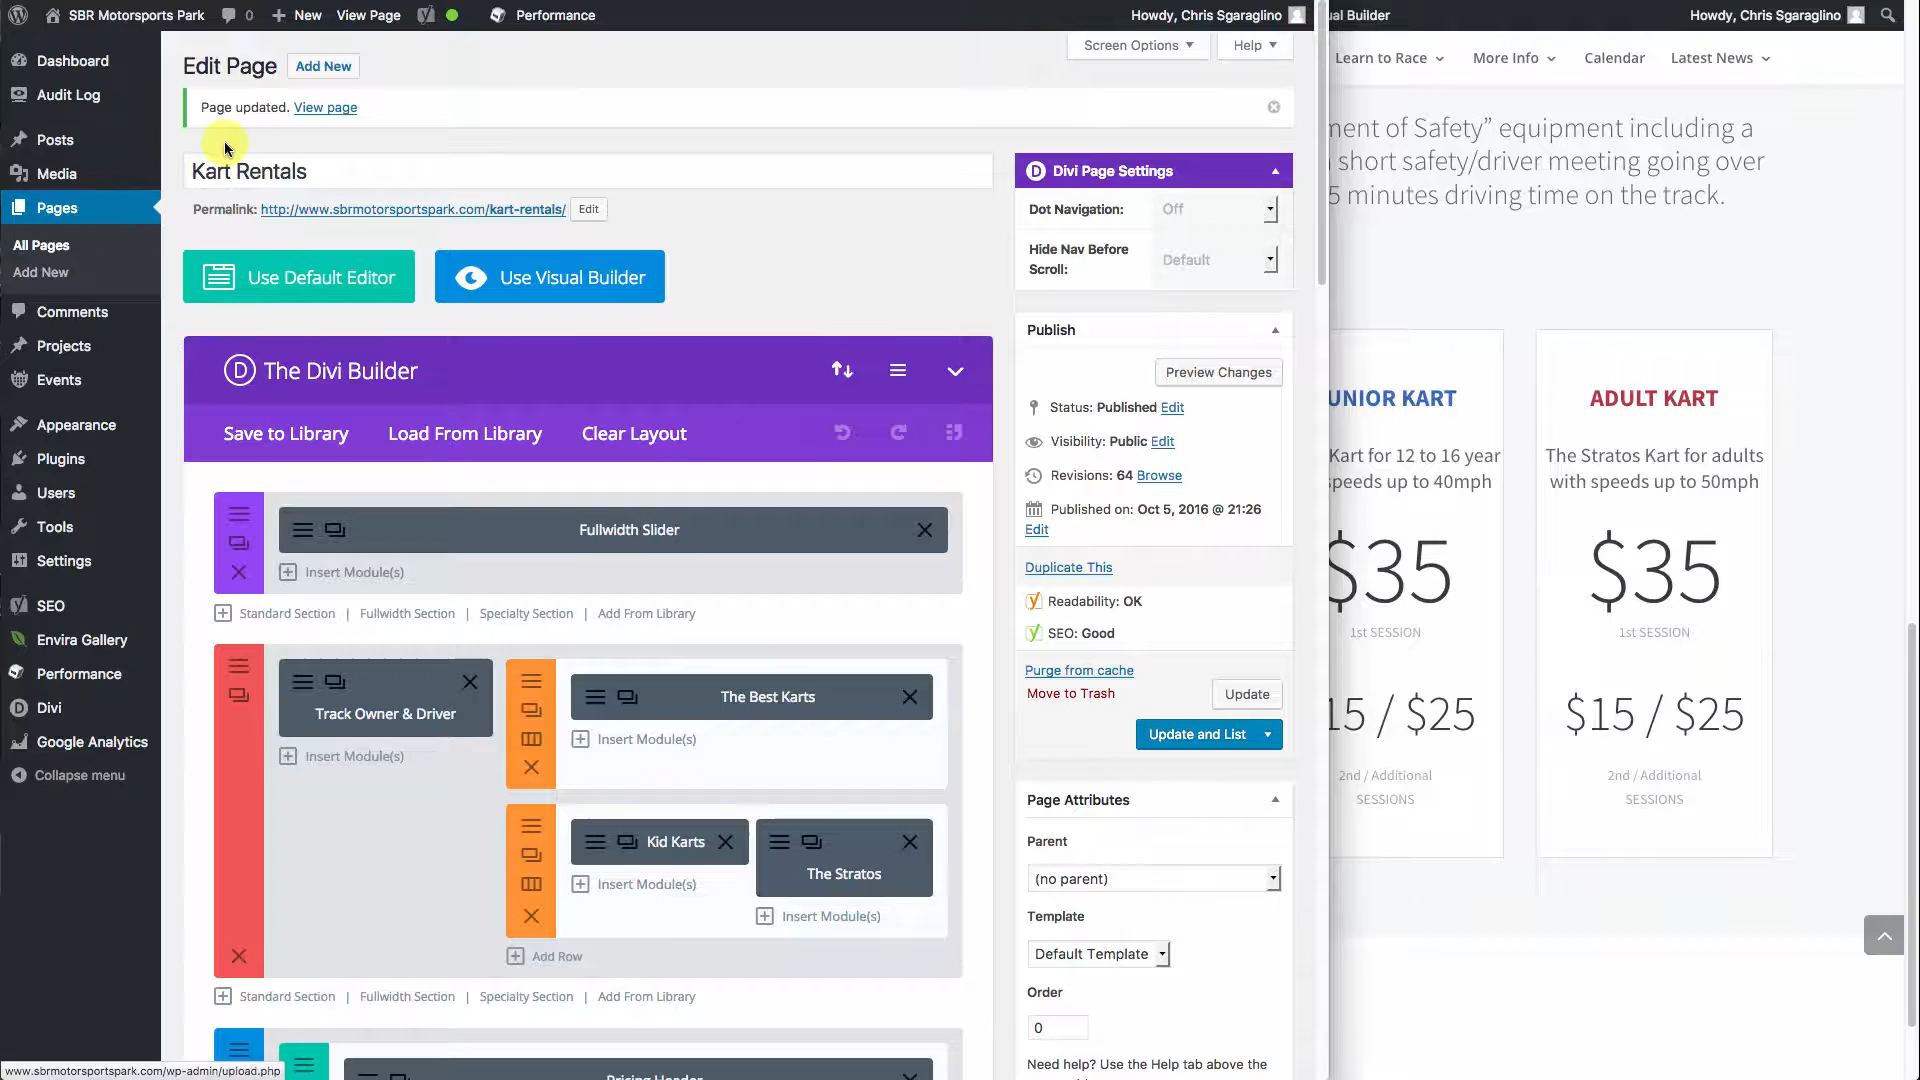 SBR Motorsports Park
0
New
View Page
Performance
Howdy, Chris Sgaraglino
ual Builder
Howdy, Chris Sgaraglino
Dashboard
Audit Log
Posts
Media
Pages
All Pages
Add New
Comments
Projects
Events
Appearance
Plugins
Users
Tools
Settings
SEO
Envira Gallery
Performance
Divi
Google Analytics
Collapse menu
www.sbrmotorsportspark.com/wp-admin/upload.php
Screen Options
Help
Edit Page
Add New
Page updated. View page
Kart Rentals
Permalink: http://www.sbrmotorsportspark.com/kart-rentals/
Edit
Use Default Editor
Use Visual Builder
The Divi Builder
Save to Library
Load From Library
Clear Layout
Fullwidth Slider
Insert Module(s)
Standard Section | Fullwidth Section | Specialty Section | Add From Library
Track Owner & Driver
Insert Module(s)
The Best Karts
Insert Module(s)
Kid Karts
Insert Module(s)
The Stratos
Insert Module(s)
Add Row
Standard Section | Fullwidth Section | Specialty Section | Add From Library
Pricing Header
Divi Page Settings
Dot Navigation:
Off
Hide Nav Before
Scroll:
Default
Publish
Preview Changes
Status: Published Edit
Visibility: Public Edit
Revisions: 64 Browse
Published on: Oct 5, 2016 @ 21:26
Edit
Duplicate This
Readability: OK
SEO: Good
Purge from cache
Move to Trash
Update
Update and List
Page Attributes
Parent
(no parent)
Template
Default Template
Order
0
Need help? Use the Help tab above the
Learn to Race
More Info
Calendar
Latest News
ment of Safety” equipment including a
short safety/driver meeting going over
5 minutes driving time on the track.
UNIOR KART
Kart for 12 to 16 year
speeds up to 40mph
$35
1st SESSION
15 / $25
2nd / Additional
SESSIONS
ADULT KART
The Stratos Kart for adults
with speeds up to 50mph
$35
1st SESSION
$15 / $25
2nd / Additional
SESSIONS